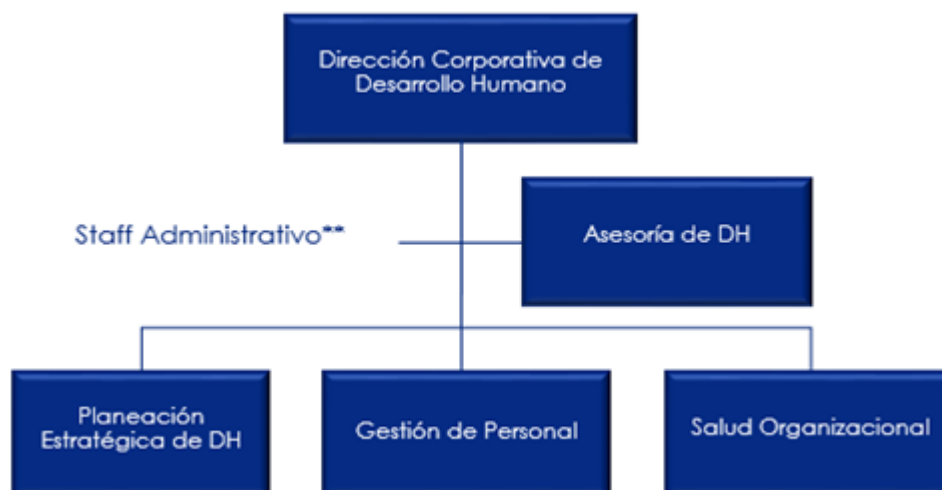 Dirección Corporativa de
Desarrollo Humano
Staff Administrativo**
Asesoría de DH
Planeación
Estratégica de DH
Gestión de Personal
Salud Organizacional